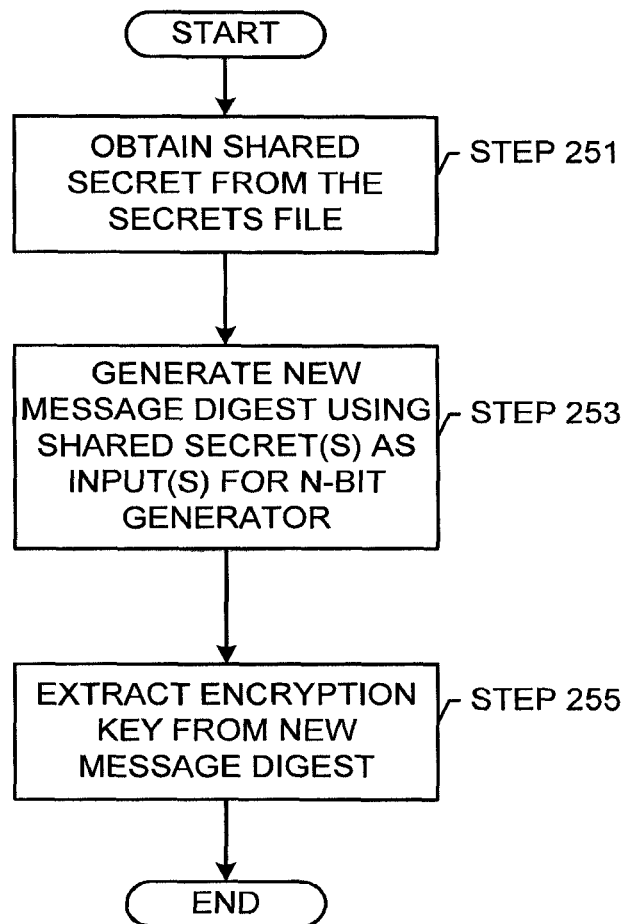 START
OBTAIN SHARED
SECRET FROM THE
SECRETS FILE
STEP 251
GENERATE NEW
MESSAGE DIGEST USING
SHARED SECRET(S) AS
INPUT(S) FOR N-BIT
GENERATOR
STEP 253
EXTRACT ENCRYPTION
KEY FROM NEW
MESSAGE DIGEST
STEP 255
END